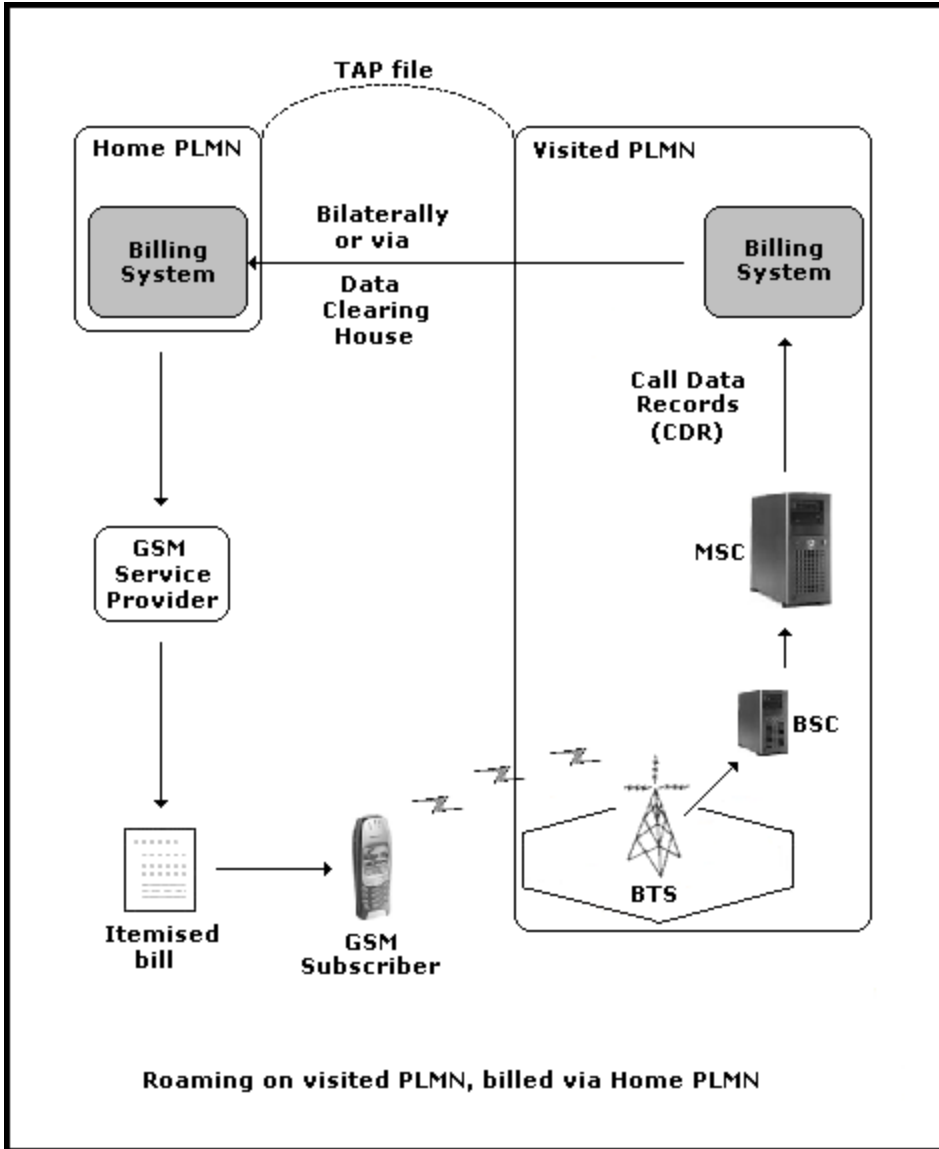 TAP file
Home PLMN
Visited PLMN
Billing
System
Bilaterally
or via
Data
Clearing
House
Billing
System
Call Data
Records
(CDR)
MSC
GSM
Service
Provider
BSC
BTS
Itemised
bill
GSM
Subscriber
Roaming on visited PLMN, billed via Home PLMN